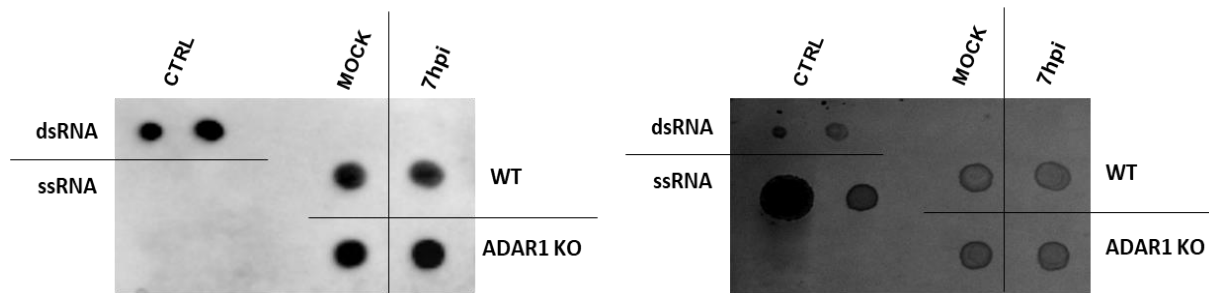 CTRL
MOCK
7hpi
dsRNA
ssRNA
WT
ADAR1 KO
CTRL
MOCK
7hpi
dsRNA
ssRNA
WT
ADAR1 KO